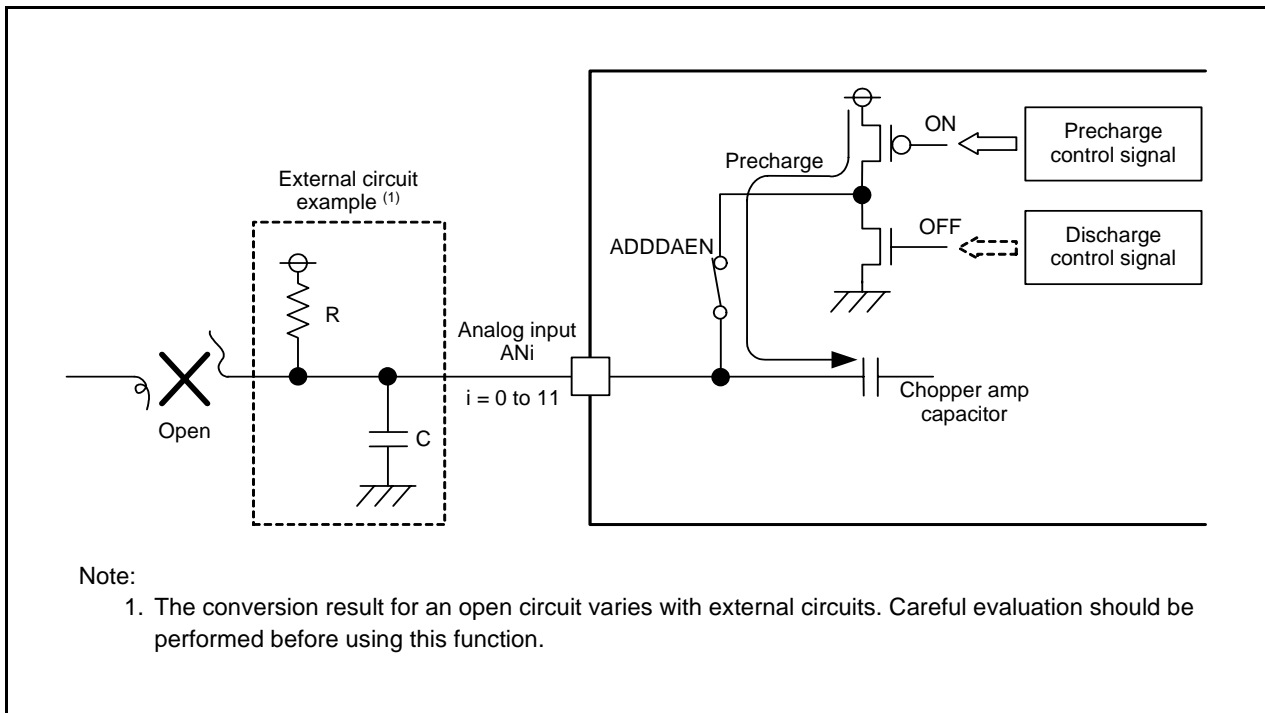 ON
Precharge
control signal
Precharge
External circuit
example (1)
OFF
Discharge
control signal
ADDDAEN
R
Analog input
ANi
i = 0 to 11
Chopper amp
capacitor
Open
C
Note:
1. The conversion result for an open circuit varies with external circuits. Careful evaluation should be
performed before using this function.